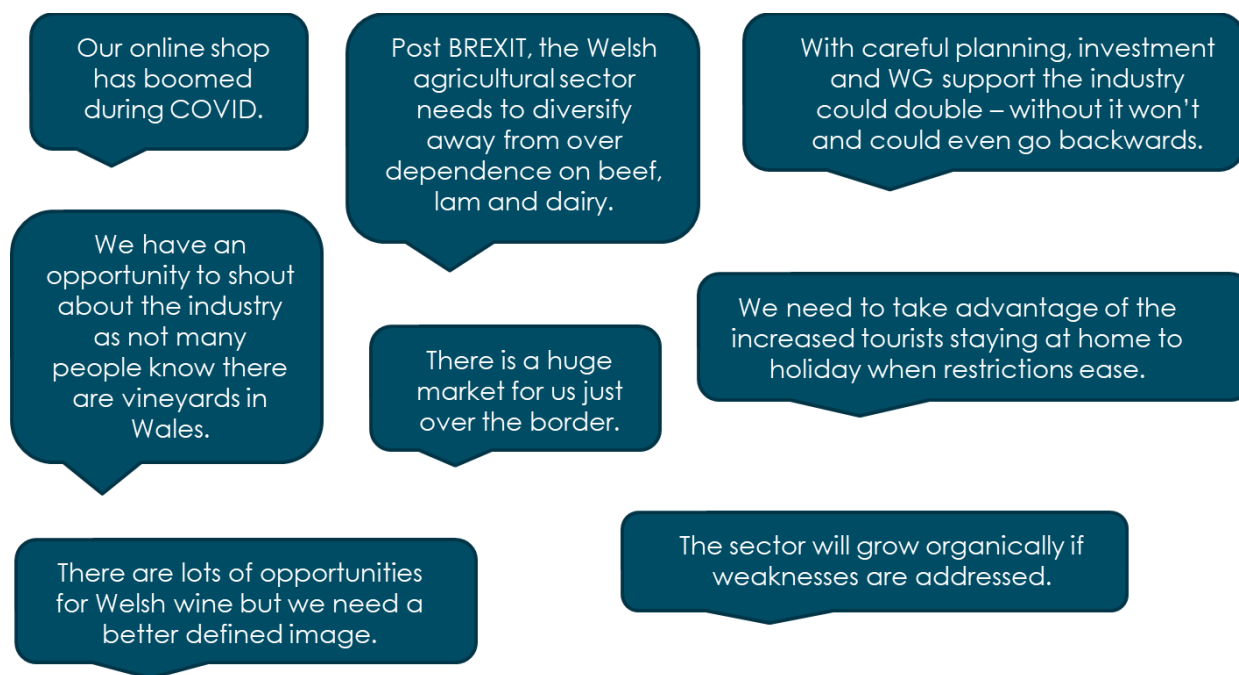 Our online shop
has boomed
during COVID.
Post BREXIT, the Welsh
agricultural sector
needs to diversify
away from over
dependence on beef,
lam and dairy.
With careful planning, investment
and WG support the industry
could double – without it won't
and could even go backwards.
We have an
opportunity to shout
about the industry
as not many
people know there
are vineyards in
Wales.
There is a huge
market for us just
over the border.
We need to take advantage of the
increased tourists staying at home to
holiday when restrictions ease.
There are lots of opportunities
for Welsh wine but we need a
better defined image.
The sector will grow organically if
weaknesses are addressed.